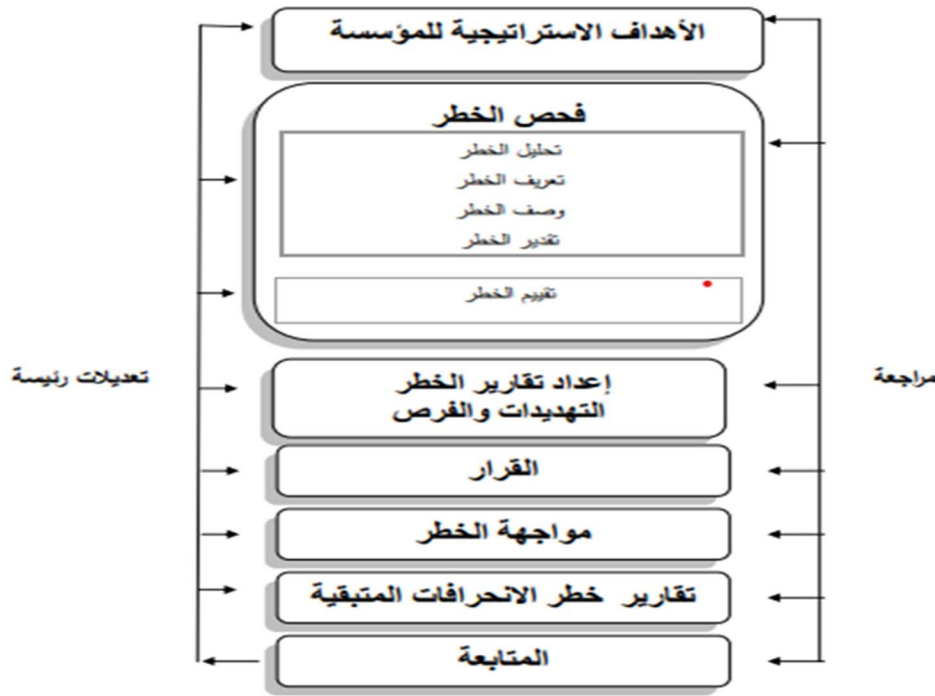 الأهداف الاستراتيجية للمؤسسة
فحص الخطر
تحليل الخطر
تعريف الخطر
وصف الخطر
تقدير الخطر
تقييم الخطر
إعداد تقارير الخطر
التهديدات والفرص
القرار
مواجهة الخطر
تقارير خطر الانحرافات المتبقية
المتابعة
مراجعة
تعديلات رئيسة